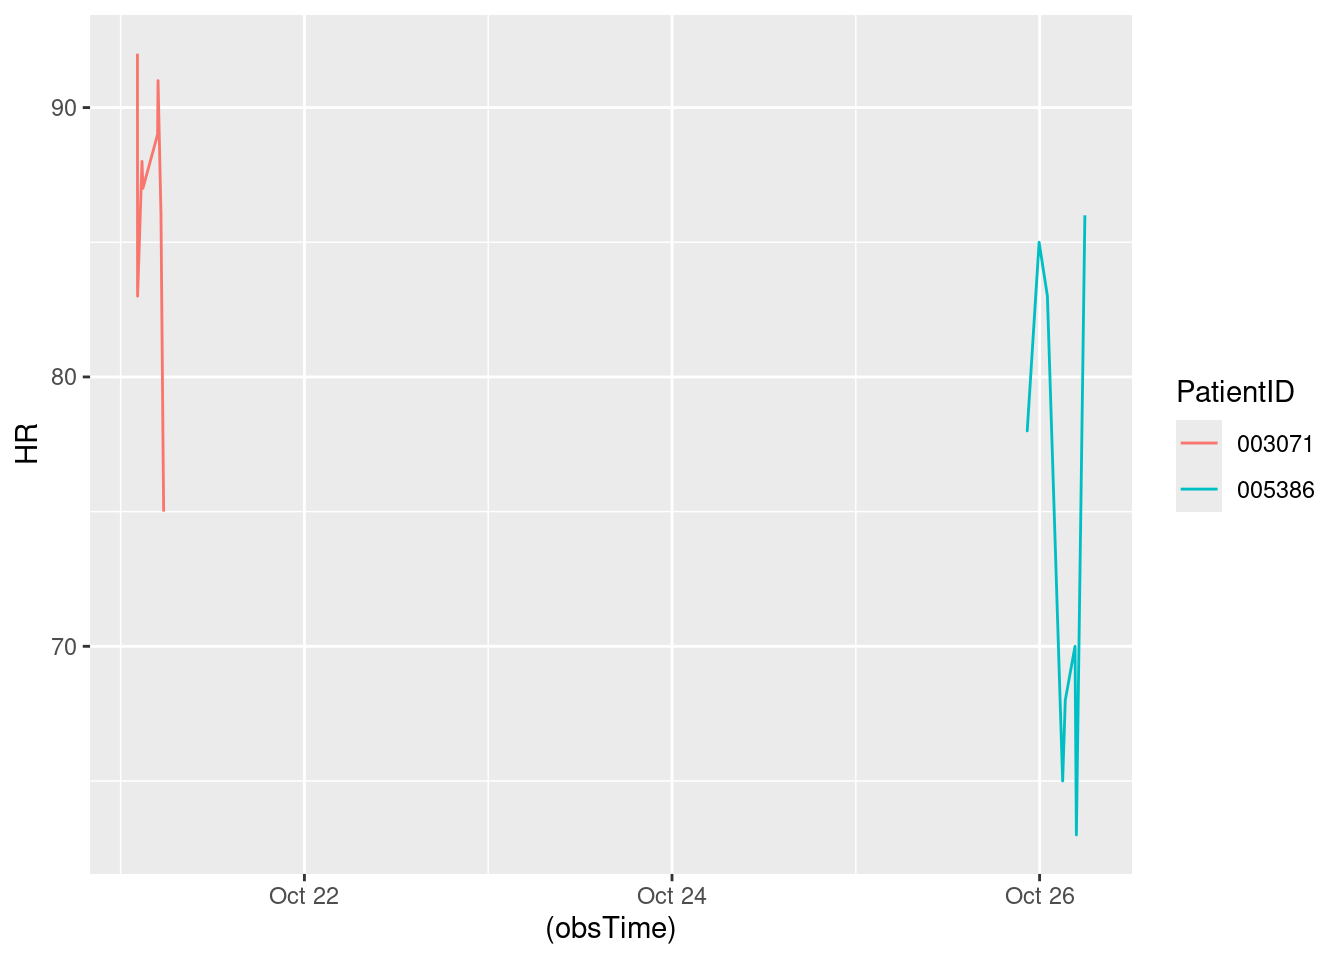 90
80
70
HR
Oct 22
Oct 24
Oct 26
(obsTime)
PatientID
003071
005386